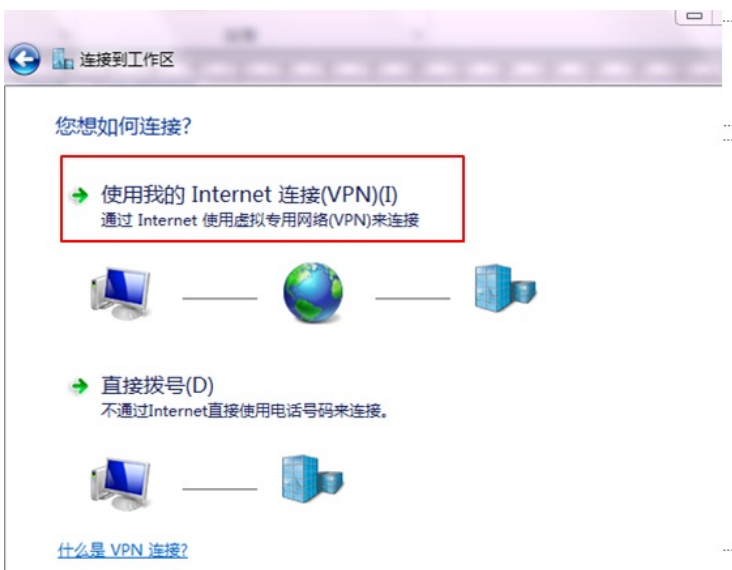 连接到工作区
您想如何连接?
使用我的 Internet 连接(VPN)(I)
通过 Internet 使用虚拟专用网络(VPN)来连接
直接拨号(D)
不通过Internet直接使用电话号码来连接。
什么是 VPN 连接?